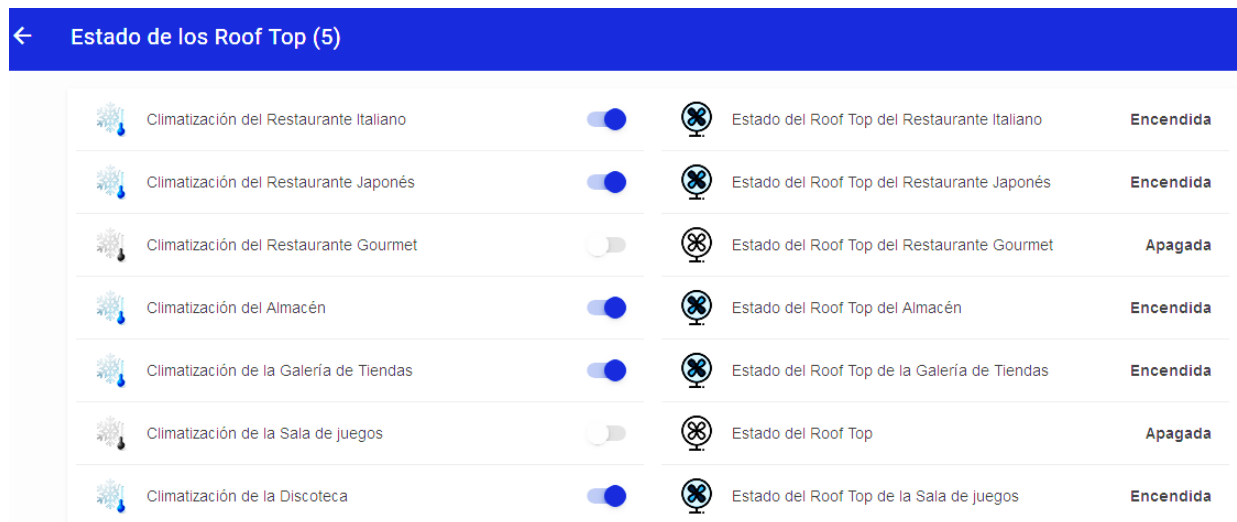 Estado de los Roof Top (5)
Climatización del Restaurante Italiano Estado del Roof Top del Restaurante Italiano Encendida
Climatización del Restaurante Japonés Estado del Roof Top del Restaurante Japonés Encendida
Climatización del Restaurante Gourmet Estado del Roof Top del Restaurante Gourmet Apagada
Climatización del Almacén Estado del Roof Top del Almacén Encendida
Climatización de la Galería de Tiendas Estado del Roof Top de la Galería de Tiendas Encendida
Climatización de la Sala de juegos Estado del Roof Top Apagada
Climatización de la Discoteca Estado del Roof Top de la Sala de juegos Encendida